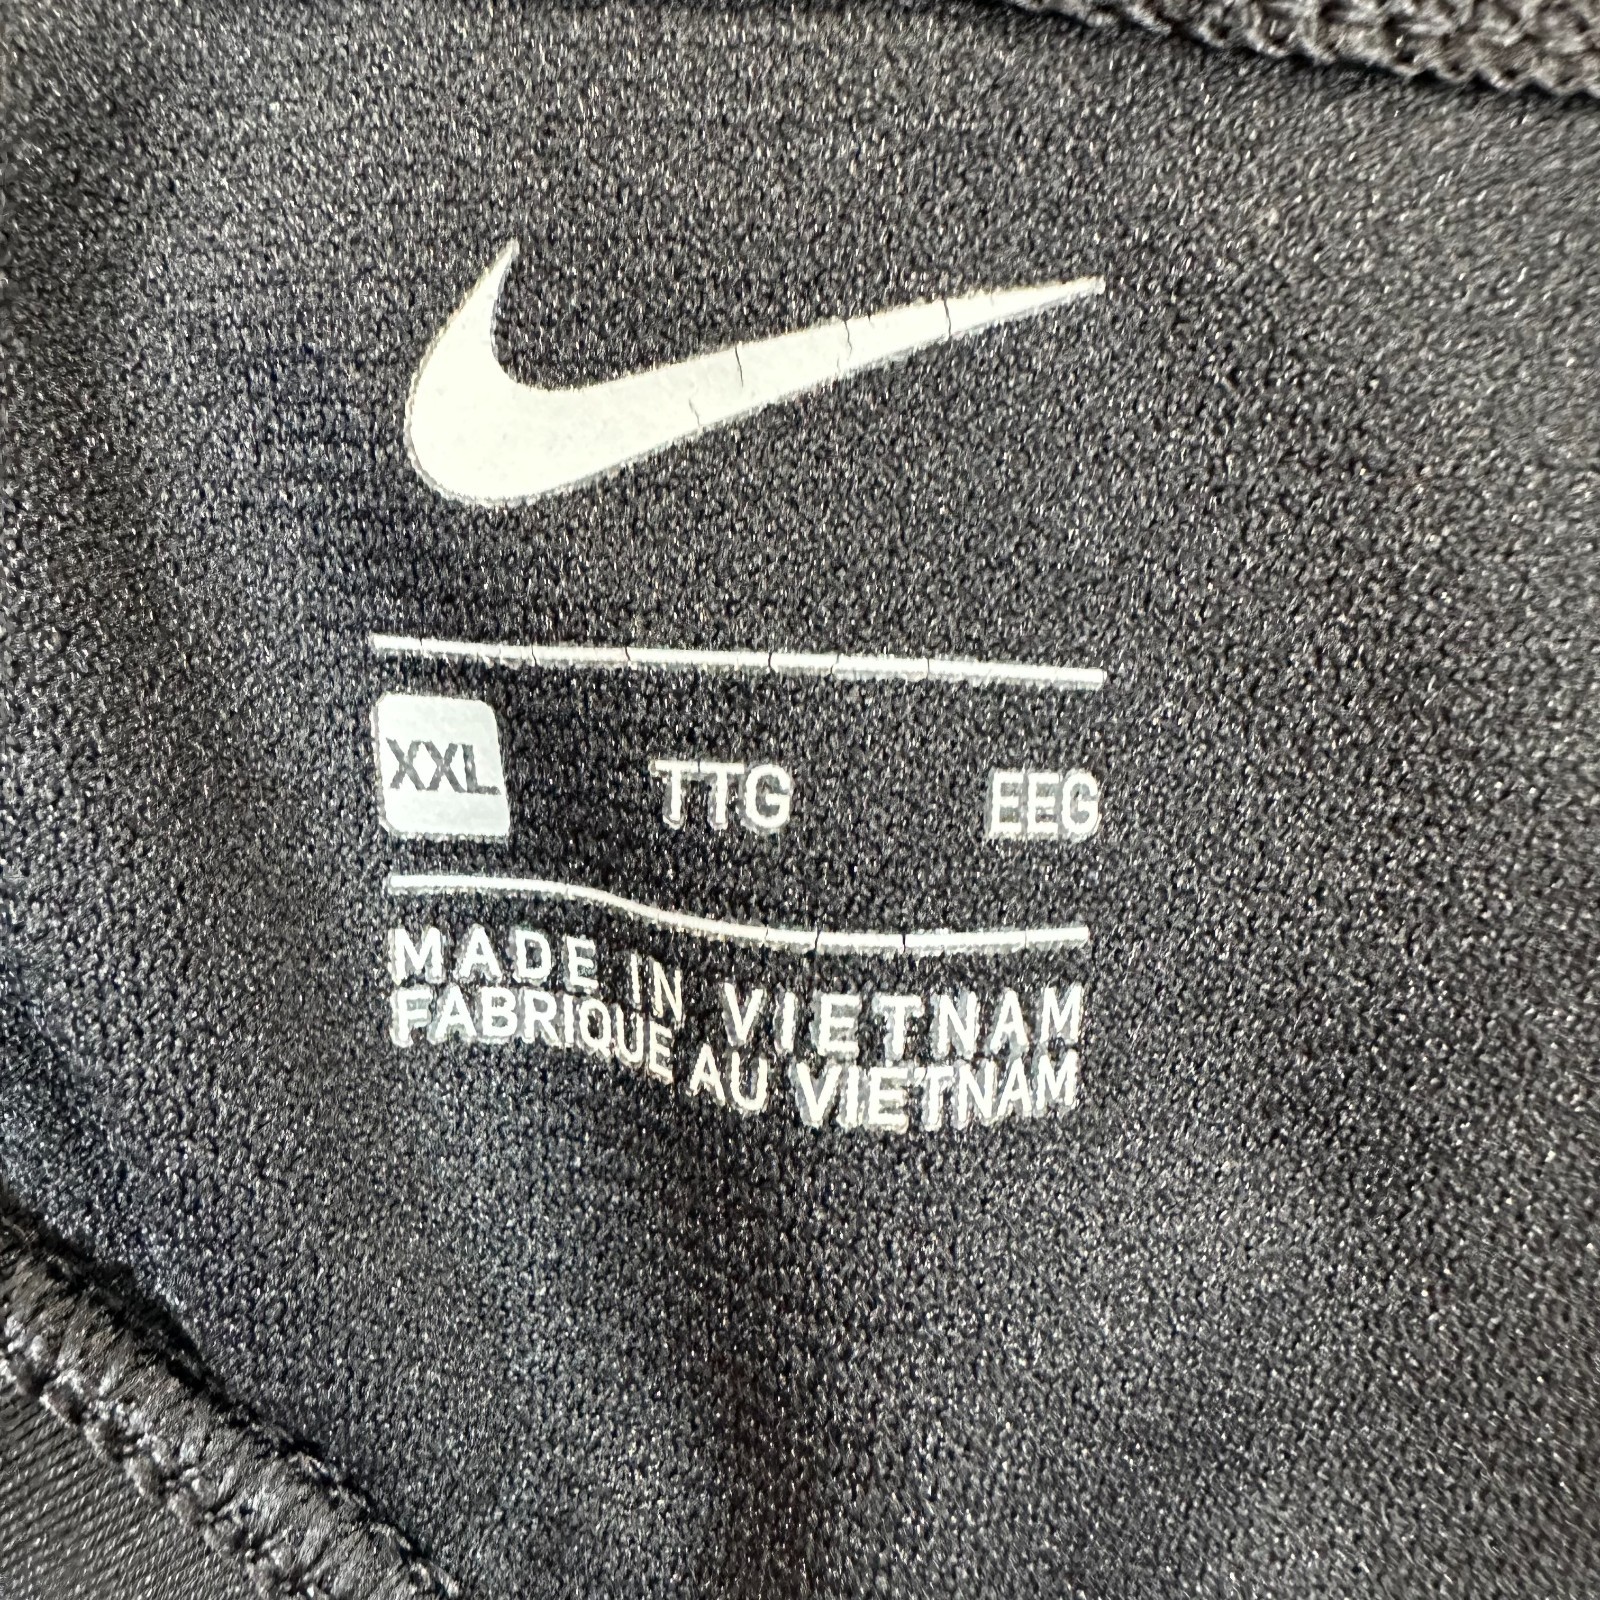 XXL TTG EEG
MADE IN VIETNAM
FABRIQUE AU VIETNAM